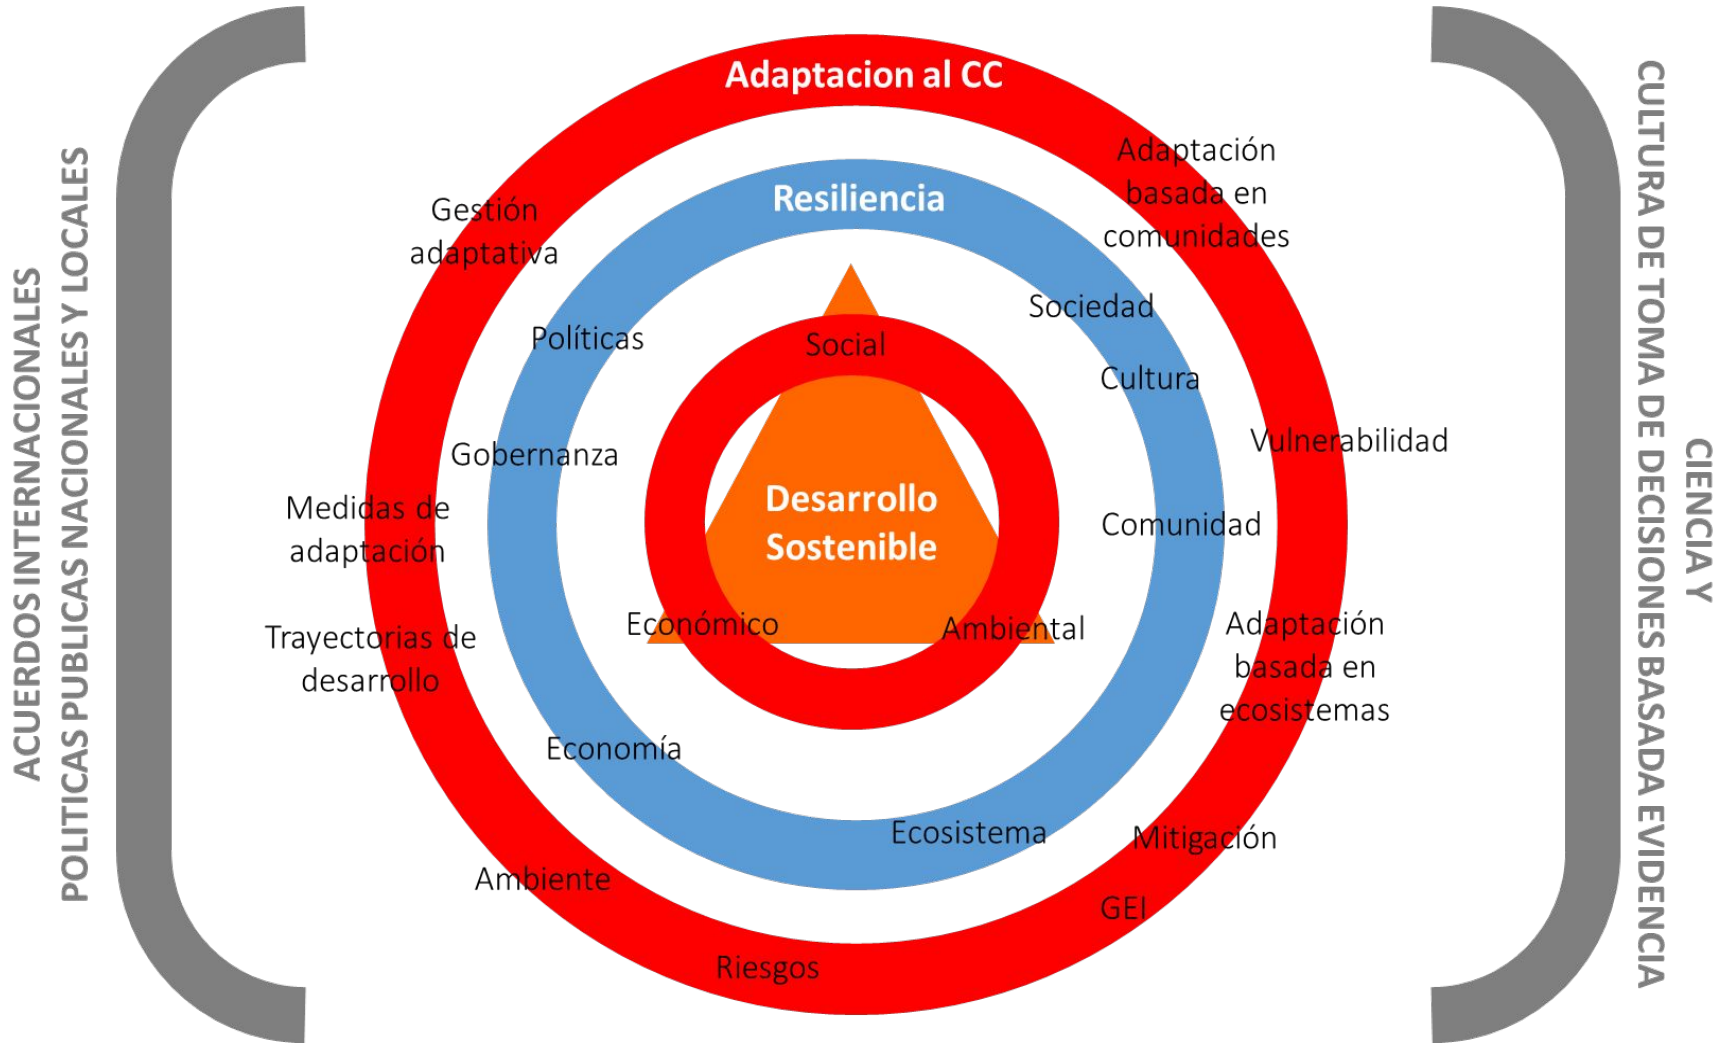 ACUERDOS INTERNACIONALES
POLITICAS PUBLICAS NACIONALES Y LOCALES
Adaptacion al CC
Adaptación
basada en
comunidades
Gestión
adaptativa
Resiliencia
Sociedad
Políticas
Social
Cultura
Vulnerabilidad
Gobernanza
Desarrollo
Sostenible
Medidas de
adaptación
Comunidad
Económico
Ambiental
Trayectorias de
desarrollo
Adaptación
basada en
ecosistemas
Economía
Ecosistema
Mitigación
Ambiente
GEI
Riesgos
CIENCIA Y
CULTURA DE TOMA DE DECISIONES BASADA EVIDENCIA